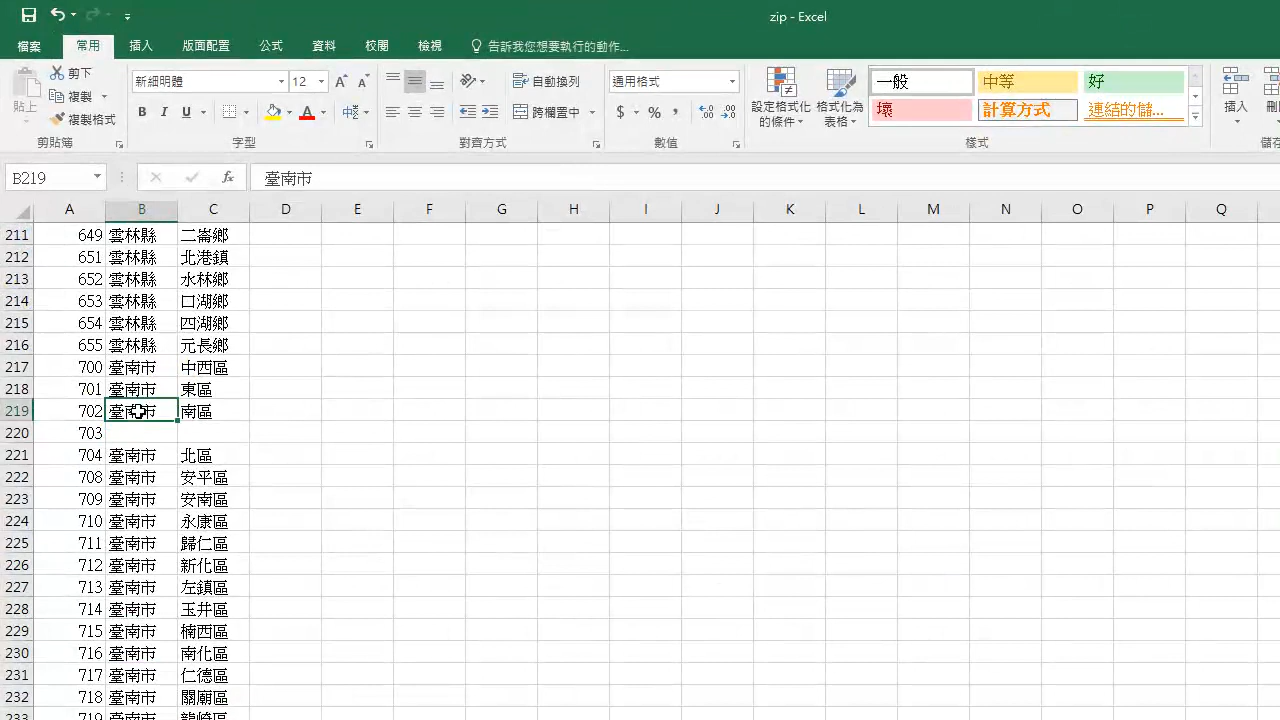 zip - Excel
檔案 常用 插入 版面配置 公式 資料 校閱 檢視 告訴我您想要執行的動作...
貼上 剪下 複製 複製格式 剪貼簿
新細明體 12 B I U A 字型
自動換列 跨欄置中 對齊方式
通用格式 $ % , 數值
設定格式化的條件 格式化為表格
一般 中等 好
壞 計算方式 連結的儲...
樣式
插入
B219 fx 臺南市
A B C D E F G H I J K L M N O P Q
211 649 雲林縣 二崙鄉
212 651 雲林縣 北港鎮
213 652 雲林縣 水林鄉
214 653 雲林縣 口湖鄉
215 654 雲林縣 四湖鄉
216 655 雲林縣 元長鄉
217 700 臺南市 中西區
218 701 臺南市 東區
219 702 臺南市 南區
220 703
221 704 臺南市 北區
222 708 臺南市 安平區
223 709 臺南市 安南區
224 710 臺南市 永康區
225 711 臺南市 歸仁區
226 712 臺南市 新化區
227 713 臺南市 左鎮區
228 714 臺南市 玉井區
229 715 臺南市 楠西區
230 716 臺南市 南化區
231 717 臺南市 仁德區
232 718 臺南市 關廟區
233 719 臺南市 龍崎區